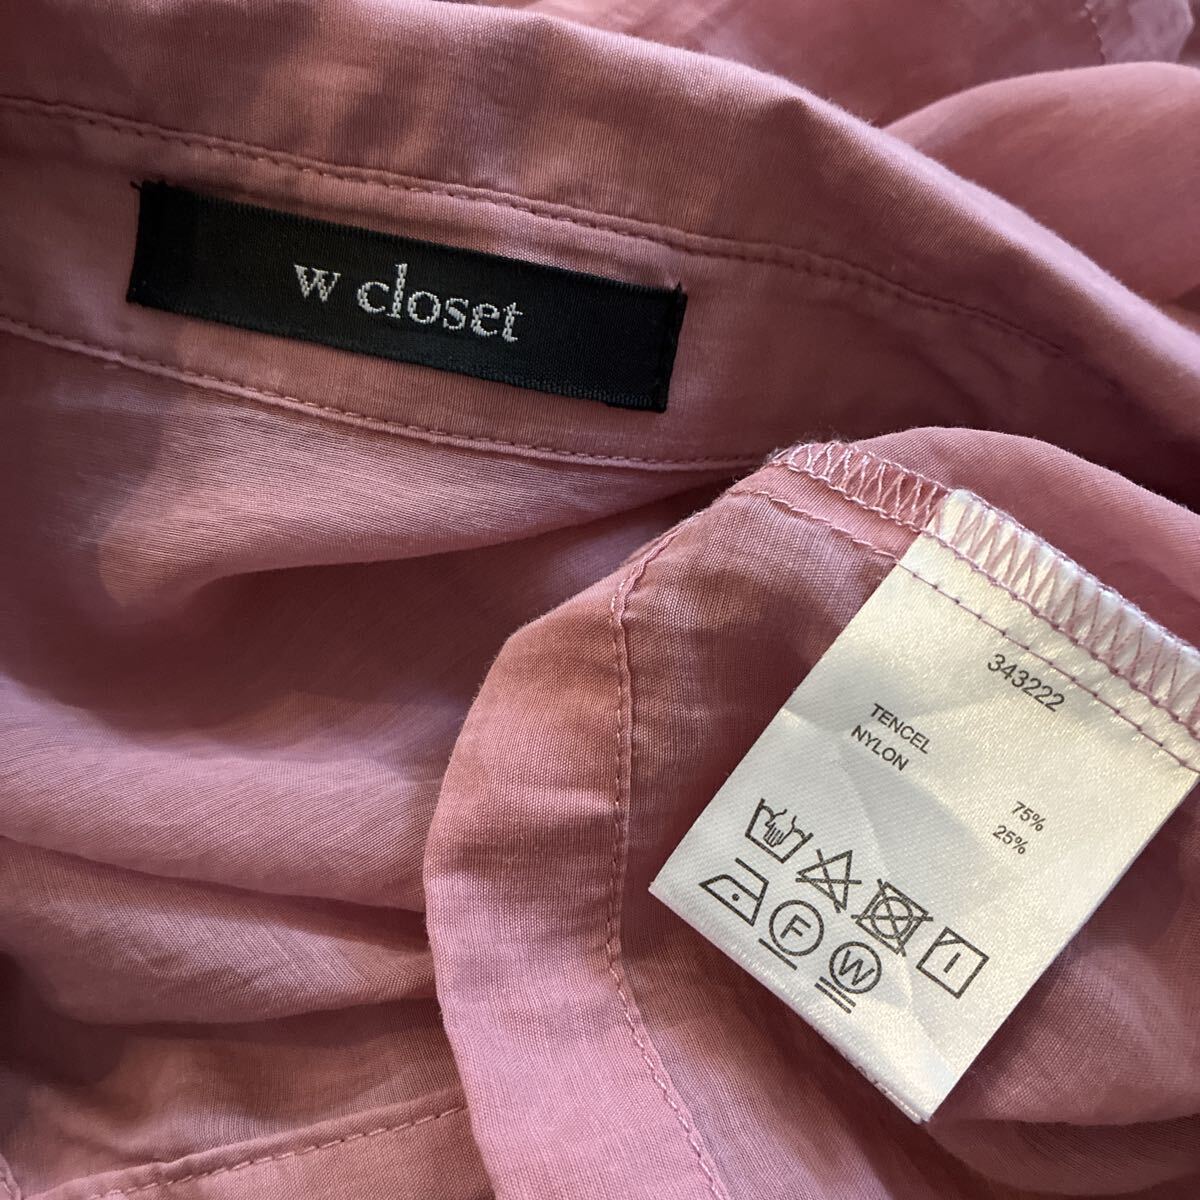 w closet
343222
TENCEL 75%
NYLON 25%
F W